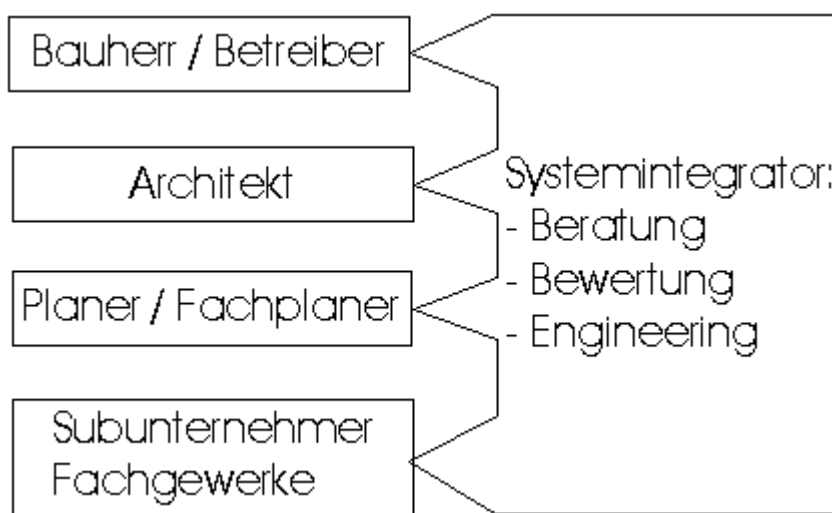 Bauherr / Betreiber
Architekt
Planer / Fachplaner
Subunternehmer
Fachgewerke
Systemintegrator:
- Beratung
- Bewertung
- Engineering